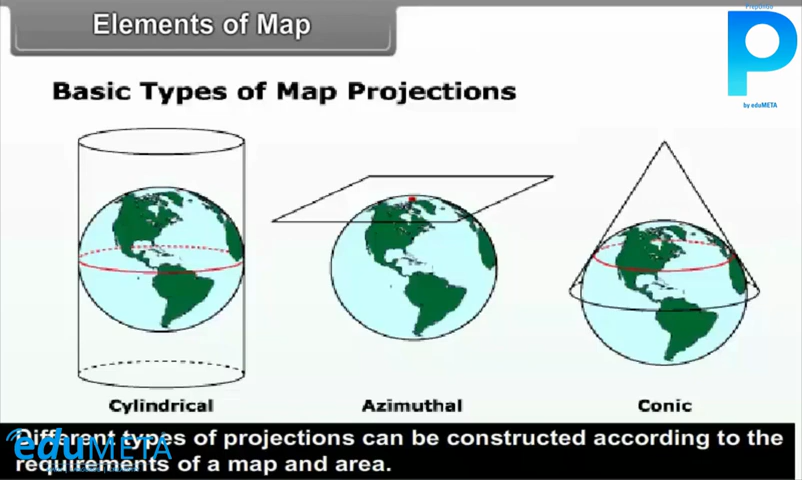 Elements of Map
Prepondo
P
by eduMETA
Basic Types of Map Projections
Cylindrical
Azimuthal
Conic
Different types of projections can be constructed according to the
requirements of a map and area.
eduMETA